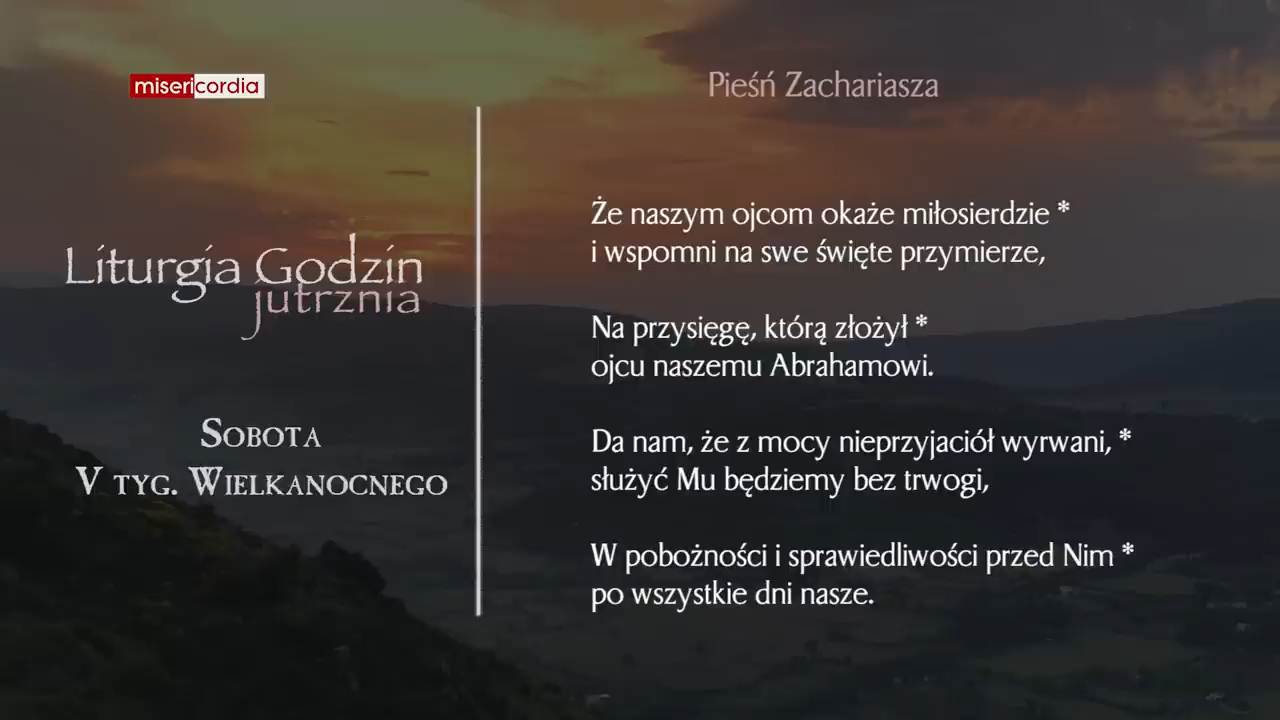 misericordia
Liturgia Godzin
jutrznia
Sobota
V tyg. Wielkanocnego
Pieśń Zachariasza
Że naszym ojcom okaże miłosierdzie *
i wspomni na swe święte przymierze,
Na przysięgę, którą złożył *
ojcu naszemu Abrahamowi.
Da nam, że z mocy nieprzyjaciół wyrwani, *
służyć Mu będziemy bez trwogi,
W pobożności i sprawiedliwości przed Nim *
po wszystkie dni nasze.